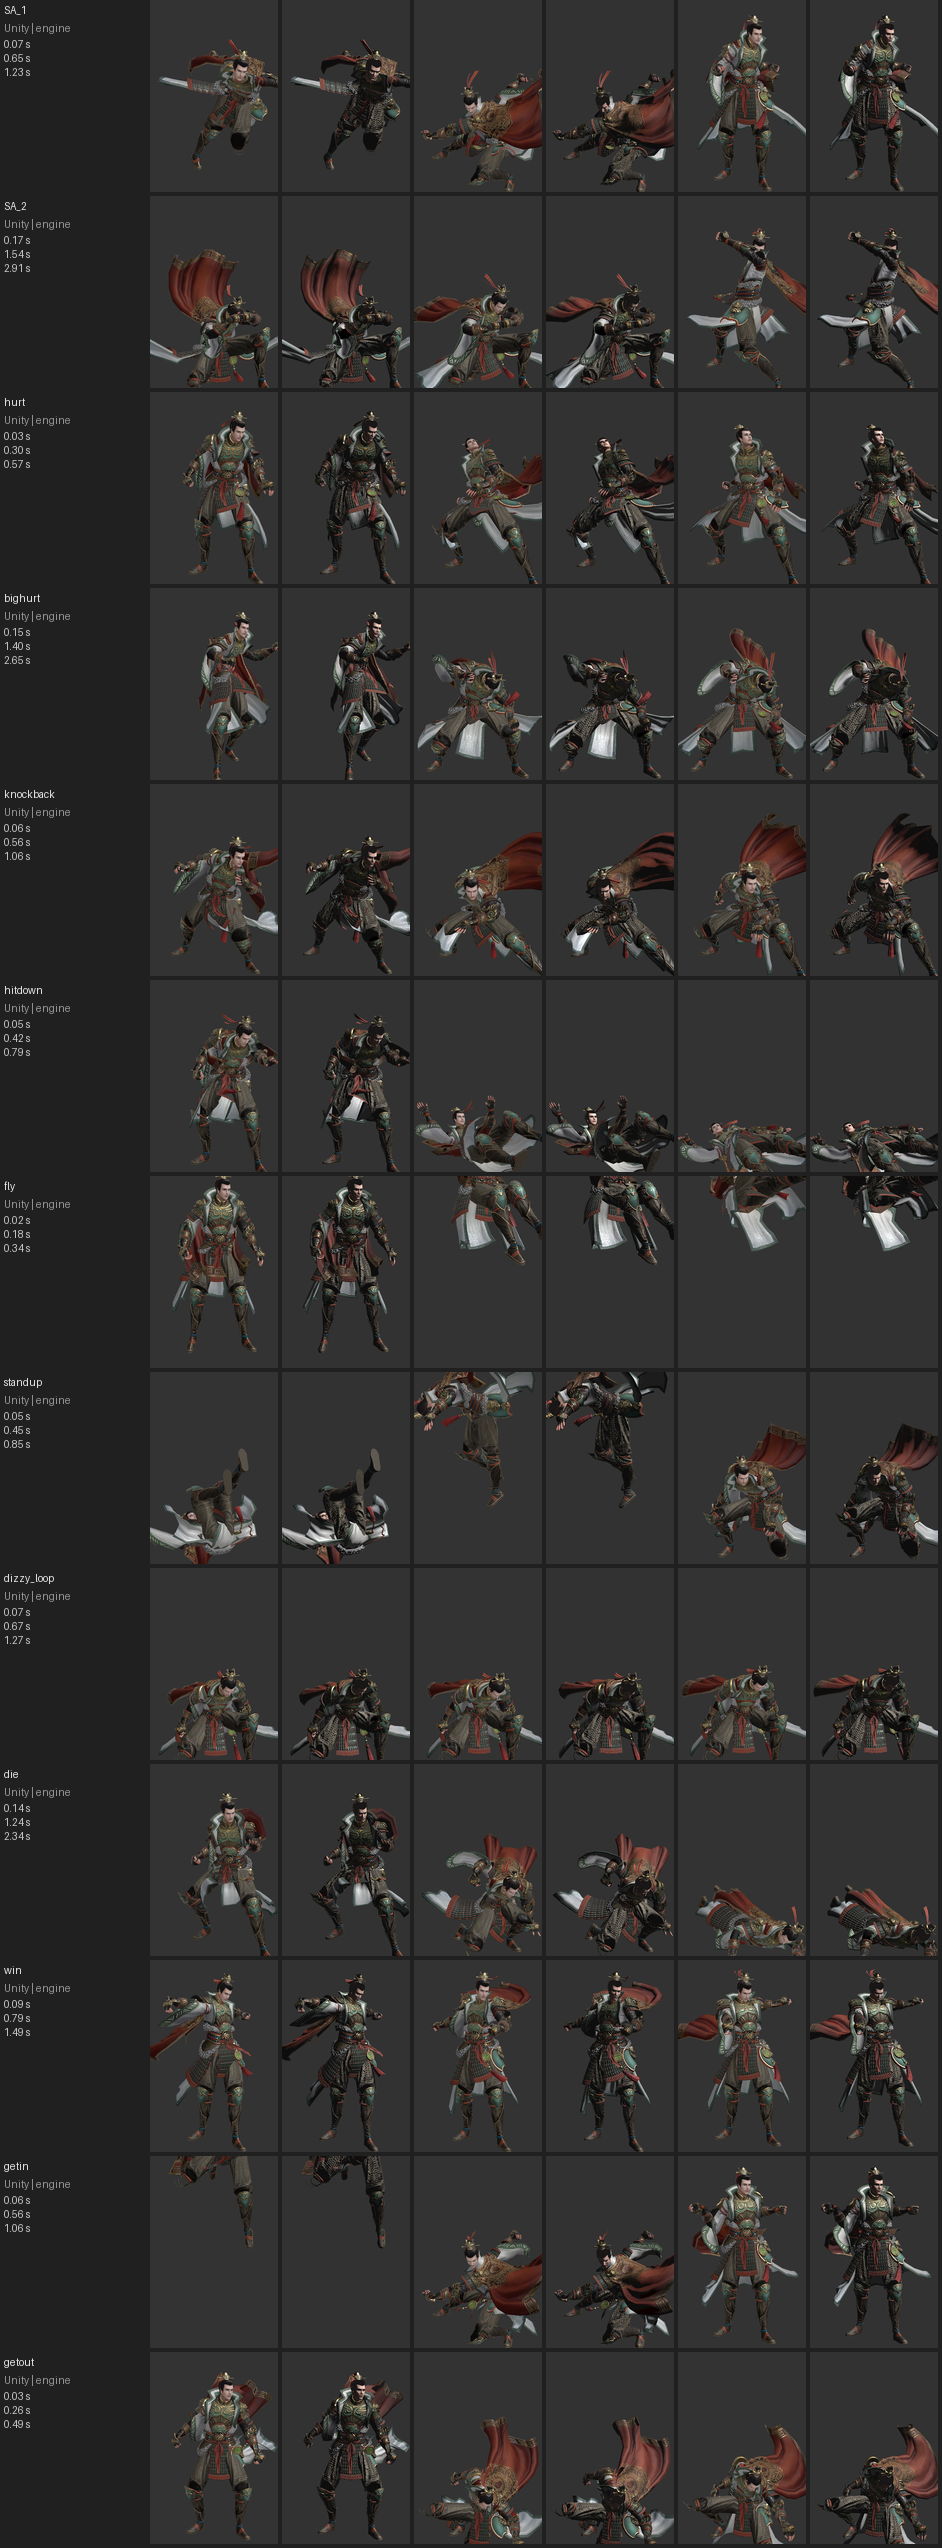 SA_1
Unity | engine
0.07 s
0.65 s
1.23 s
SA_2
Unity | engine
0.17 s
1.54 s
2.91 s
hurt
Unity | engine
0.03 s
0.30 s
0.57 s
bighurt
Unity | engine
0.15 s
1.40 s
2.65 s
knockback
Unity | engine
0.06 s
0.56 s
1.06 s
hitdown
Unity | engine
0.05 s
0.42 s
0.79 s
fly
Unity | engine
0.02 s
0.18 s
0.34 s
standup
Unity | engine
0.05 s
0.45 s
0.85 s
dizzy_loop
Unity | engine
0.07 s
0.67 s
1.27 s
die
Unity | engine
0.14 s
1.24 s
2.34 s
win
Unity | engine
0.09 s
0.79 s
1.49 s
getin
Unity | engine
0.06 s
0.56 s
1.06 s
getout
Unity | engine
0.03 s
0.26 s
0.49 s